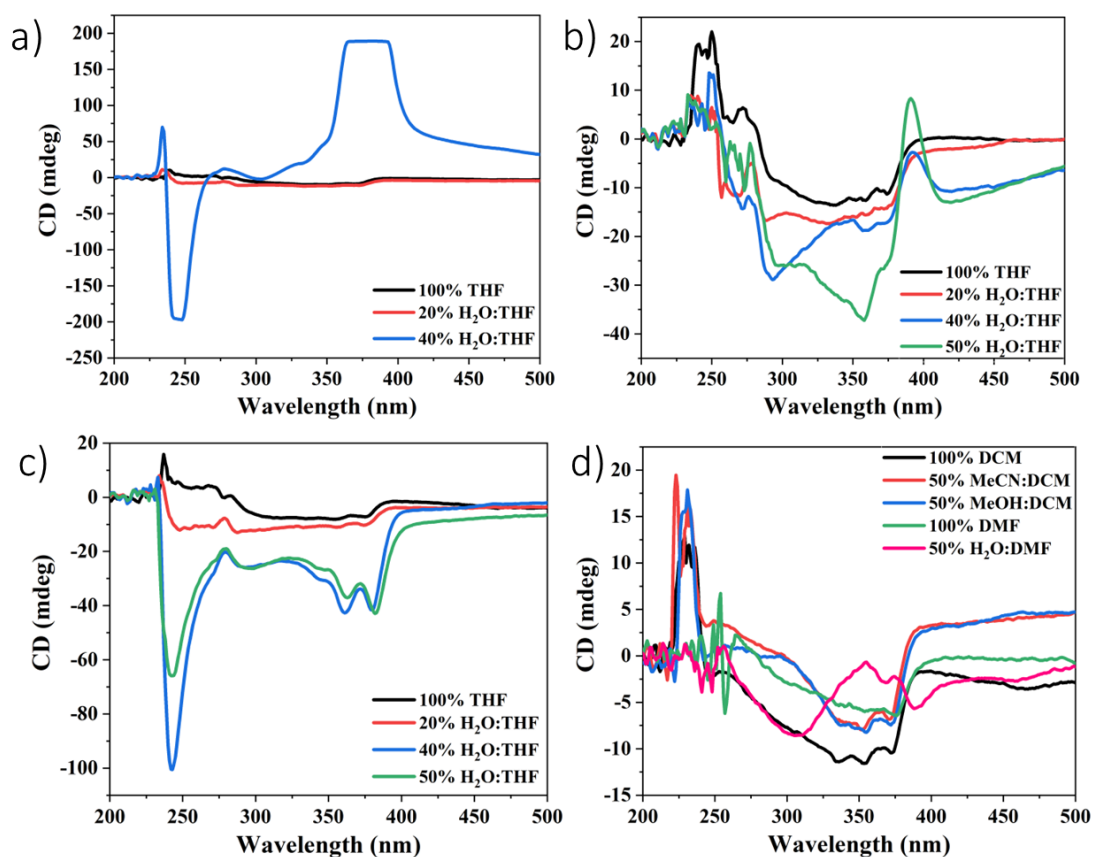 a)
200
150
100
50
0
-50
-100
-150
-200
-250
CD (mdeg)
100% THF
20% H₂O:THF
40% H₂O:THF
200 250 300 350 400 450 500
Wavelength (nm)
b)
20
10
0
-10
-20
-30
-40
CD (mdeg)
100% THF
20% H₂O:THF
40% H₂O:THF
50% H₂O:THF
200 250 300 350 400 450 500
Wavelength (nm)
c)
20
0
-20
-40
-60
-80
-100
CD (mdeg)
100% THF
20% H₂O:THF
40% H₂O:THF
50% H₂O:THF
200 250 300 350 400 450 500
Wavelength (nm)
d)
20
15
10
5
0
-5
-10
-15
CD (mdeg)
100% DCM
50% MeCN:DCM
50% MeOH:DCM
100% DMF
50% H₂O:DMF
200 250 300 350 400 450 500
Wavelength (nm)